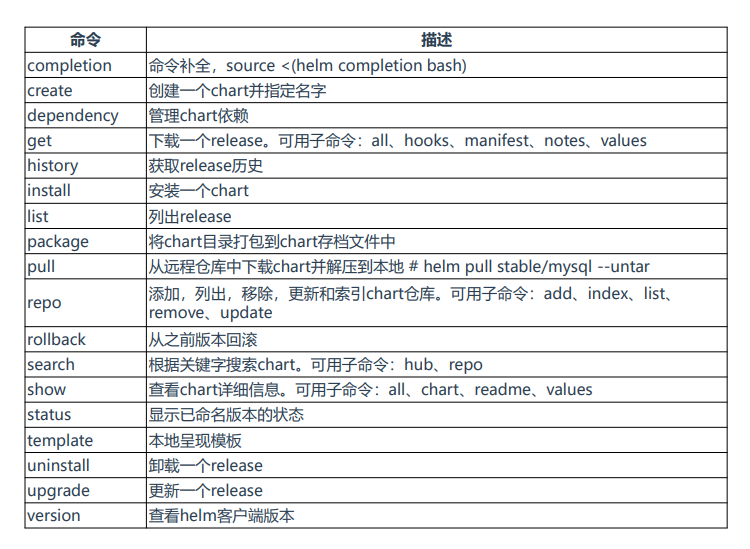 命令 描述
completion 命令补全，source <(helm completion bash)
create 创建一个chart并指定名字
dependency 管理chart依赖
get 下载一个release。可用子命令：all、hooks、manifest、notes、values
history 获取release历史
install 安装一个chart
list 列出release
package 将chart目录打包到chart存档文件中
pull 从远程仓库中下载chart并解压到本地 # helm pull stable/mysql --untar
repo 添加，列出，移除，更新和索引chart仓库。可用子命令：add、index、list、
remove、update
rollback 从之前版本回滚
search 根据关键字搜索chart。可用子命令：hub、repo
show 查看chart详细信息。可用子命令：all、chart、readme、values
status 显示已命名版本的状态
template 本地呈现模板
uninstall 卸载一个release
upgrade 更新一个release
version 查看helm客户端版本